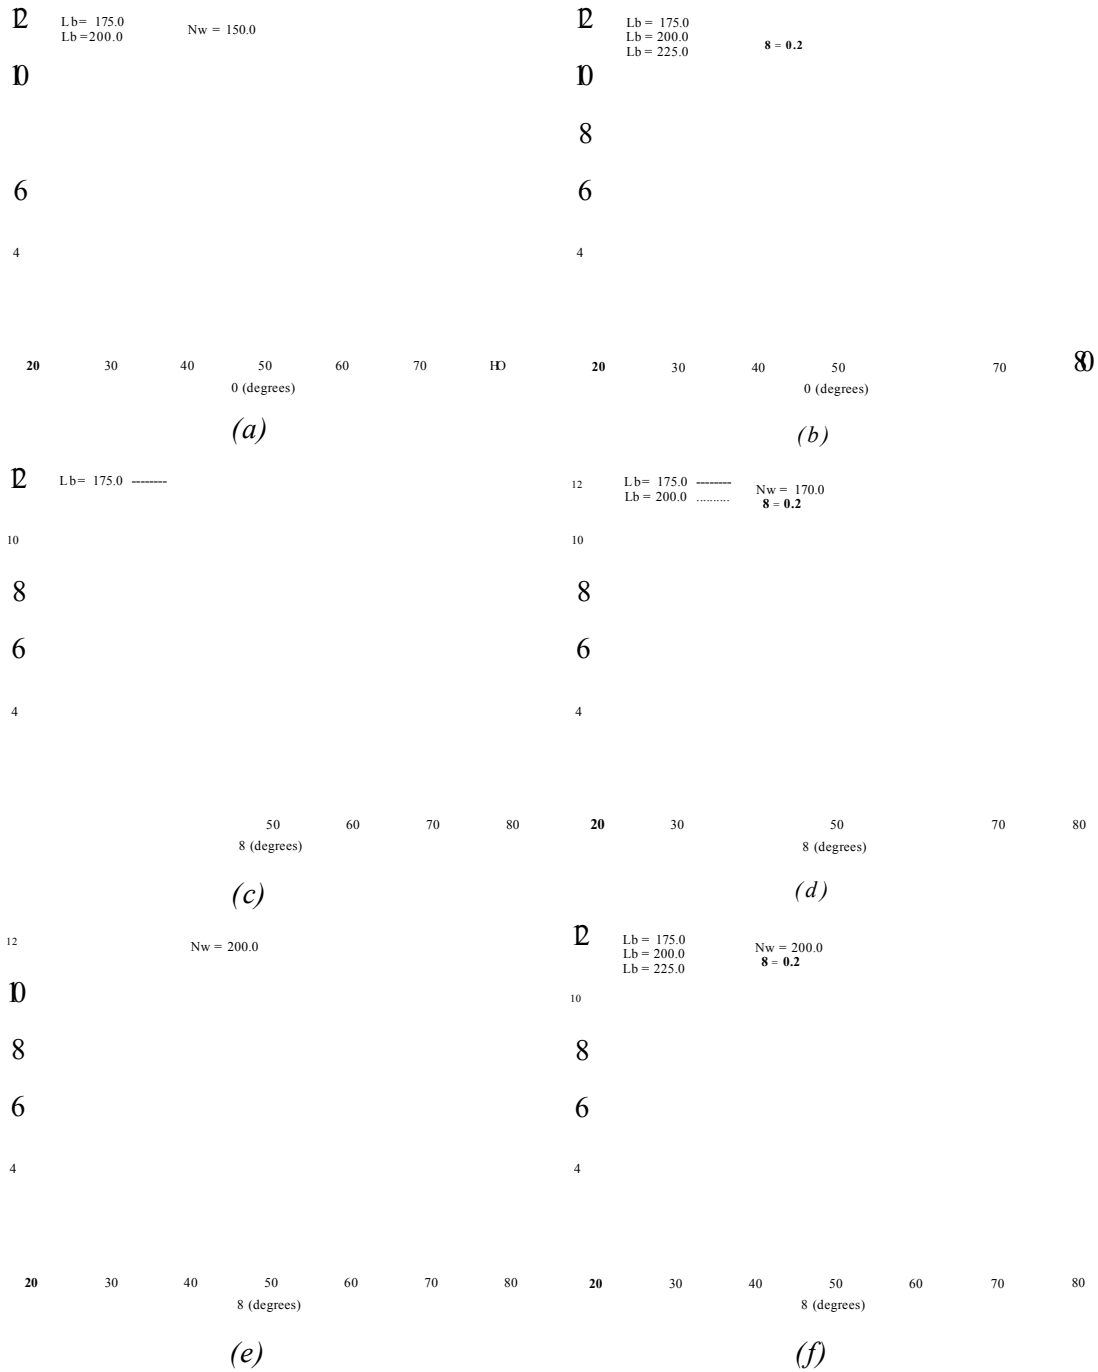 12
Lb= 175.0
Lb=200.0
Nw = 150.0
10
6
4
20 30 40 50 60 70 HO
0 (degrees)
(a)
12
Lb = 175.0
Lb = 200.0
Lb = 225.0
8 = 0.2
10
8
6
4
20 30 40 50 70 80
0 (degrees)
(b)
12
Lb= 175.0 --------
10
8
6
4
50 60 70 80
8 (degrees)
(c)
12
Lb= 175.0 --------
Lb = 200.0 ..........
Nw = 170.0
8 = 0.2
10
8
6
4
20 30 50 70 80
8 (degrees)
(d)
12
Nw = 200.0
10
8
6
4
20 30 40 50 60 70 80
8 (degrees)
(e)
12
Lb = 175.0
Lb = 200.0
Lb = 225.0
Nw = 200.0
8 = 0.2
10
8
6
4
20 30 40 50 60 70 80
8 (degrees)
(f)